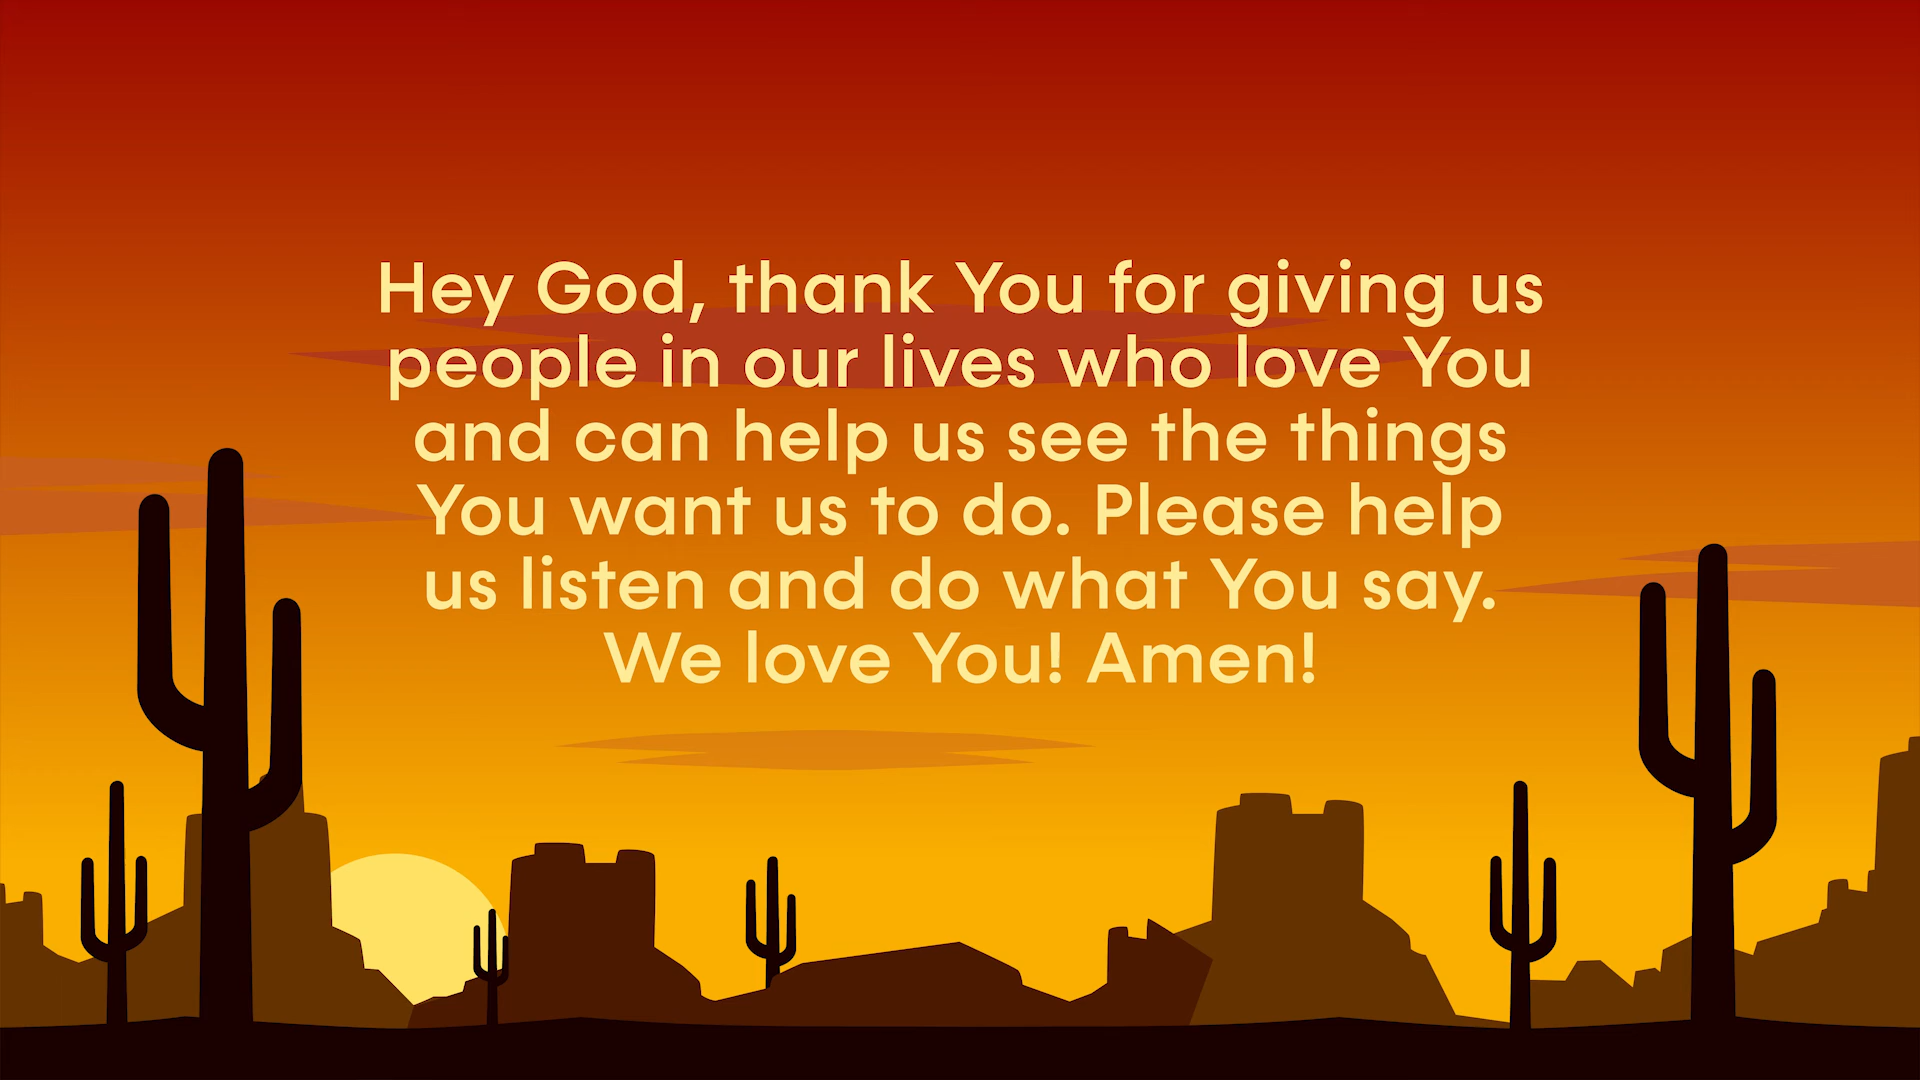 Hey God, thank You for giving us
people in our lives who love You
and can help us see the things
You want us to do. Please help
us listen and do what You say.
We love You! Amen!